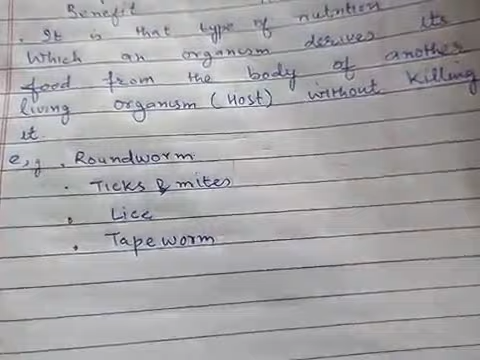 Benefit
. It is that type of nutrition
which an organism derives its
food from the body of another
living organism (Host) without killing
it.
e,g . Roundworm
. Ticks & mites
. Lice
. Tapeworm